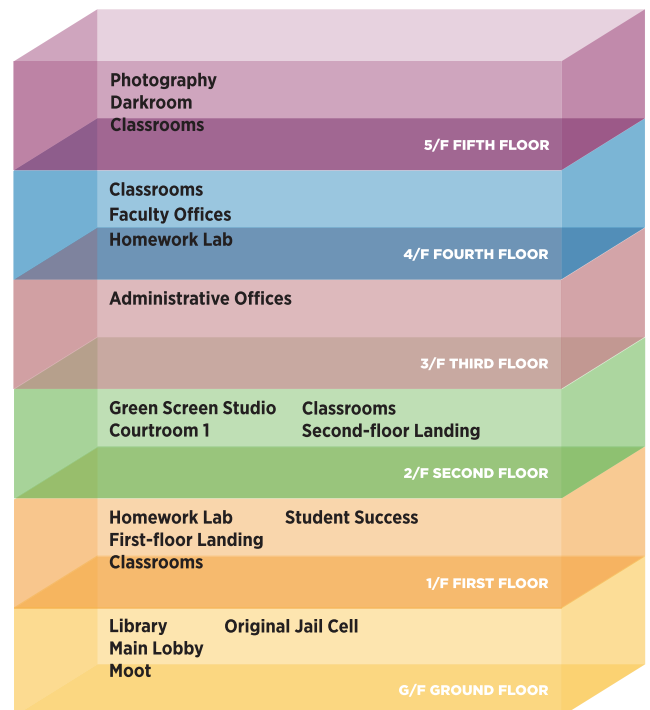 Photography
Darkroom
Classrooms
5/F FIFTH FLOOR
Classrooms
Faculty Offices
Homework Lab
4/F FOURTH FLOOR
Administrative Offices
3/F THIRD FLOOR
Green Screen Studio
Courtroom 1
Classrooms
Second-floor Landing
2/F SECOND FLOOR
Homework Lab
First-floor Landing
Classrooms
Student Success
1/F FIRST FLOOR
Library
Main Lobby
Moot
Original Jail Cell
G/F GROUND FLOOR